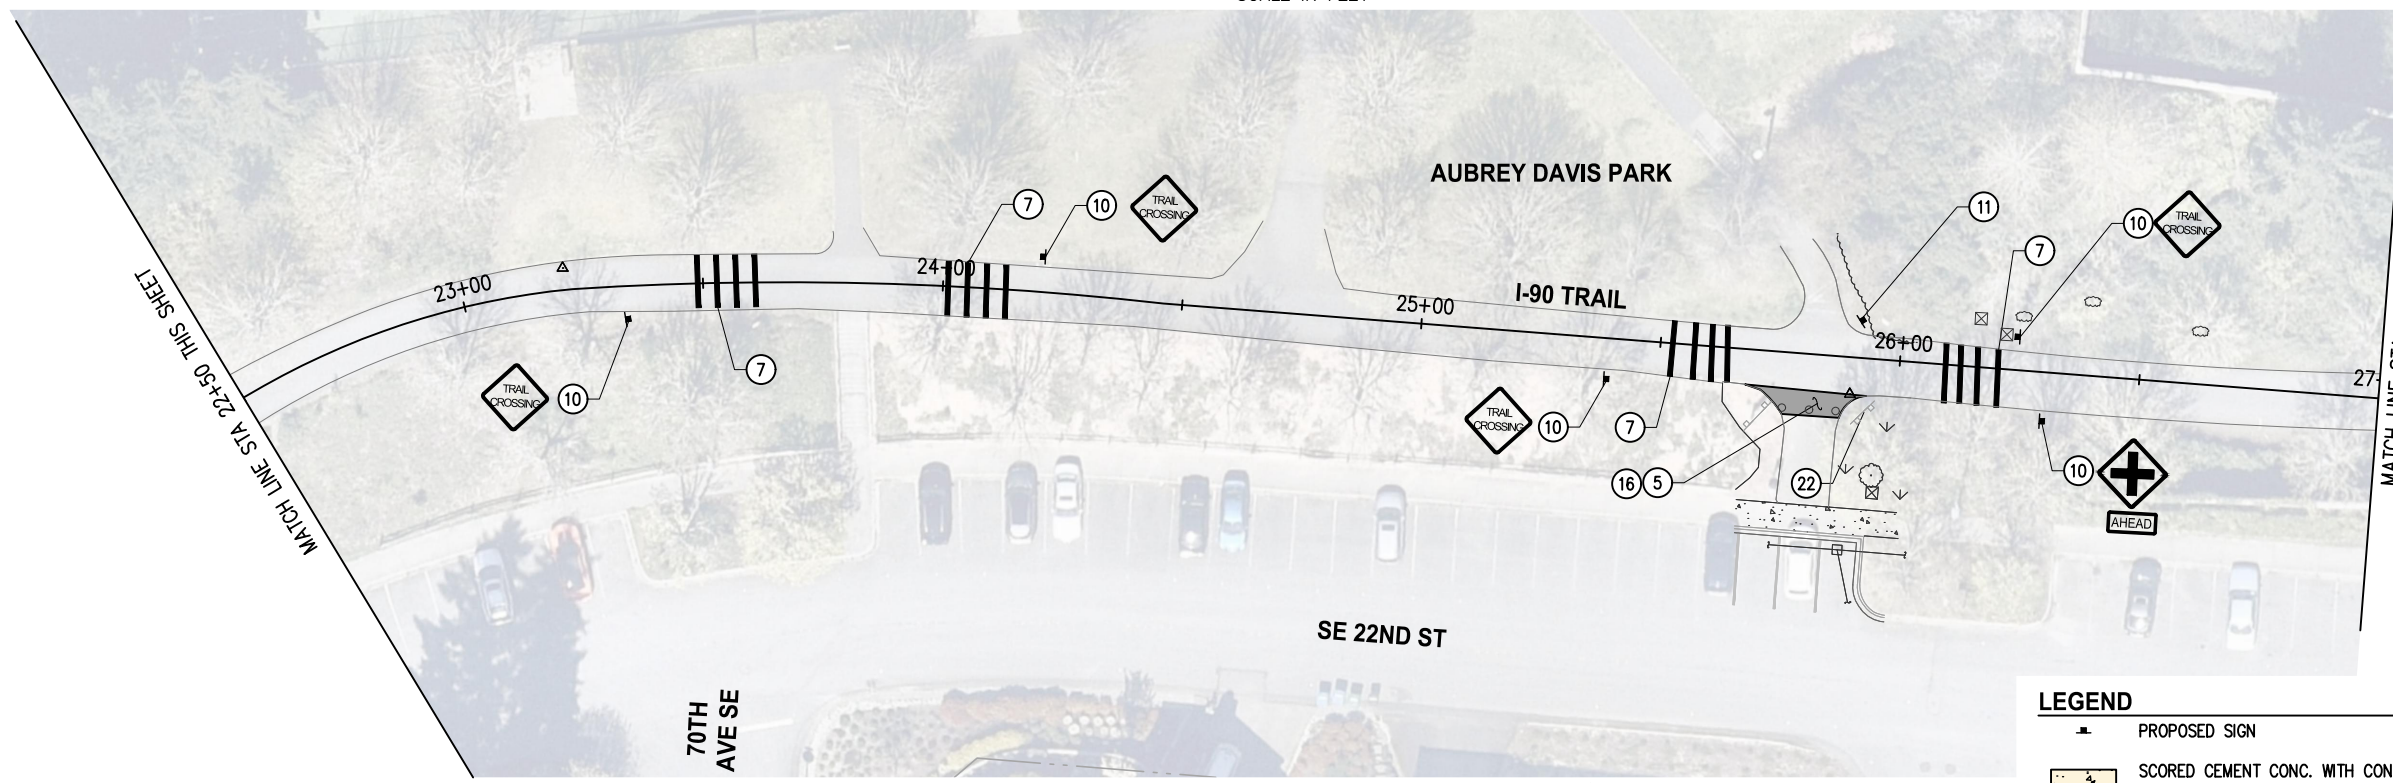 AUBREY DAVIS PARK
7
10
TRAIL
CROSSING
11
10
TRAIL
CROSSING
7
23+00
24+00
I-90 TRAIL
25+00
26+00
27
MATCH LINE STA 22+50 THIS SHEET
TRAIL
CROSSING
10
7
TRAIL
CROSSING
10
7
16
5
22
10
AHEAD
SE 22ND ST
70TH
AVE SE
LEGEND
PROPOSED SIGN
SCORED CEMENT CONC. WITH CON